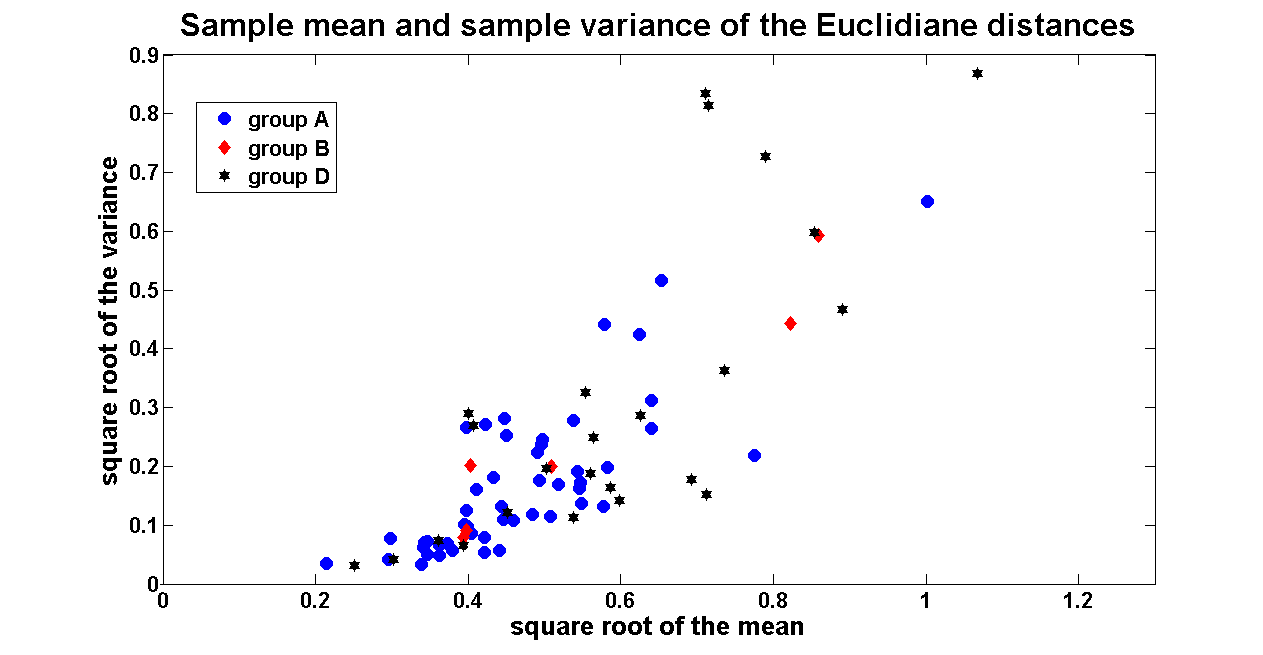 Sample mean and sample variance of the Euclidiane distances
0.9
0.8
0.7
0.6
0.5
0.4
0.3
0.2
0.1
0
square root of the variance
group A
group B
group D
0 0.2 0.4 0.6 0.8 1 1.2
square root of the mean